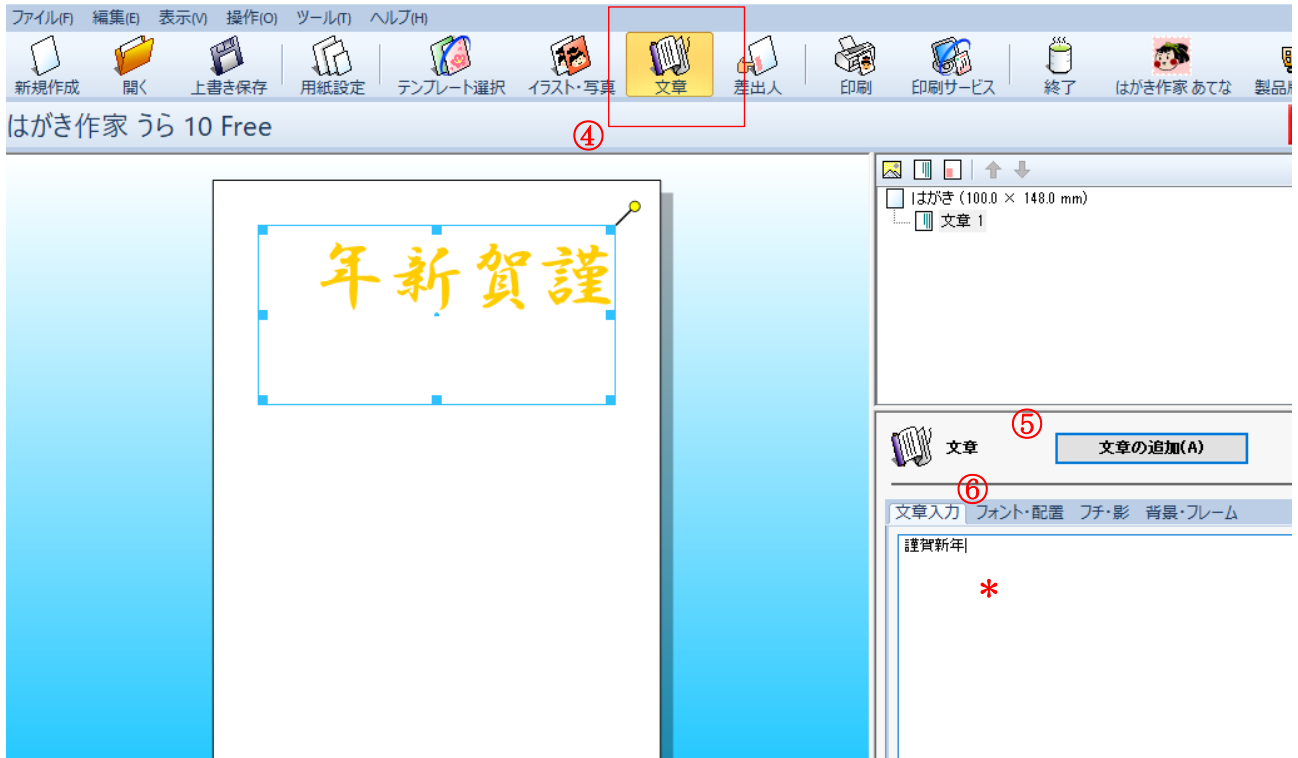 ファイル(F) 編集(E) 表示(V) 操作(O) ツール(T) ヘルプ(H)
新規作成 開く 上書き保存 用紙設定 テンプレート選択 イラスト・写真 文章 差出人 印刷 印刷サービス 終了 はがき作家 あてな 製品
はがき作家 うら 10 Free
④
年新賀謹
はがき (100.0 × 148.0 mm)
文章 1
⑤
文章 文章の追加(A)
⑥
文章入力 フォント・配置 フチ・影 背景・フレーム
謹賀新年
*